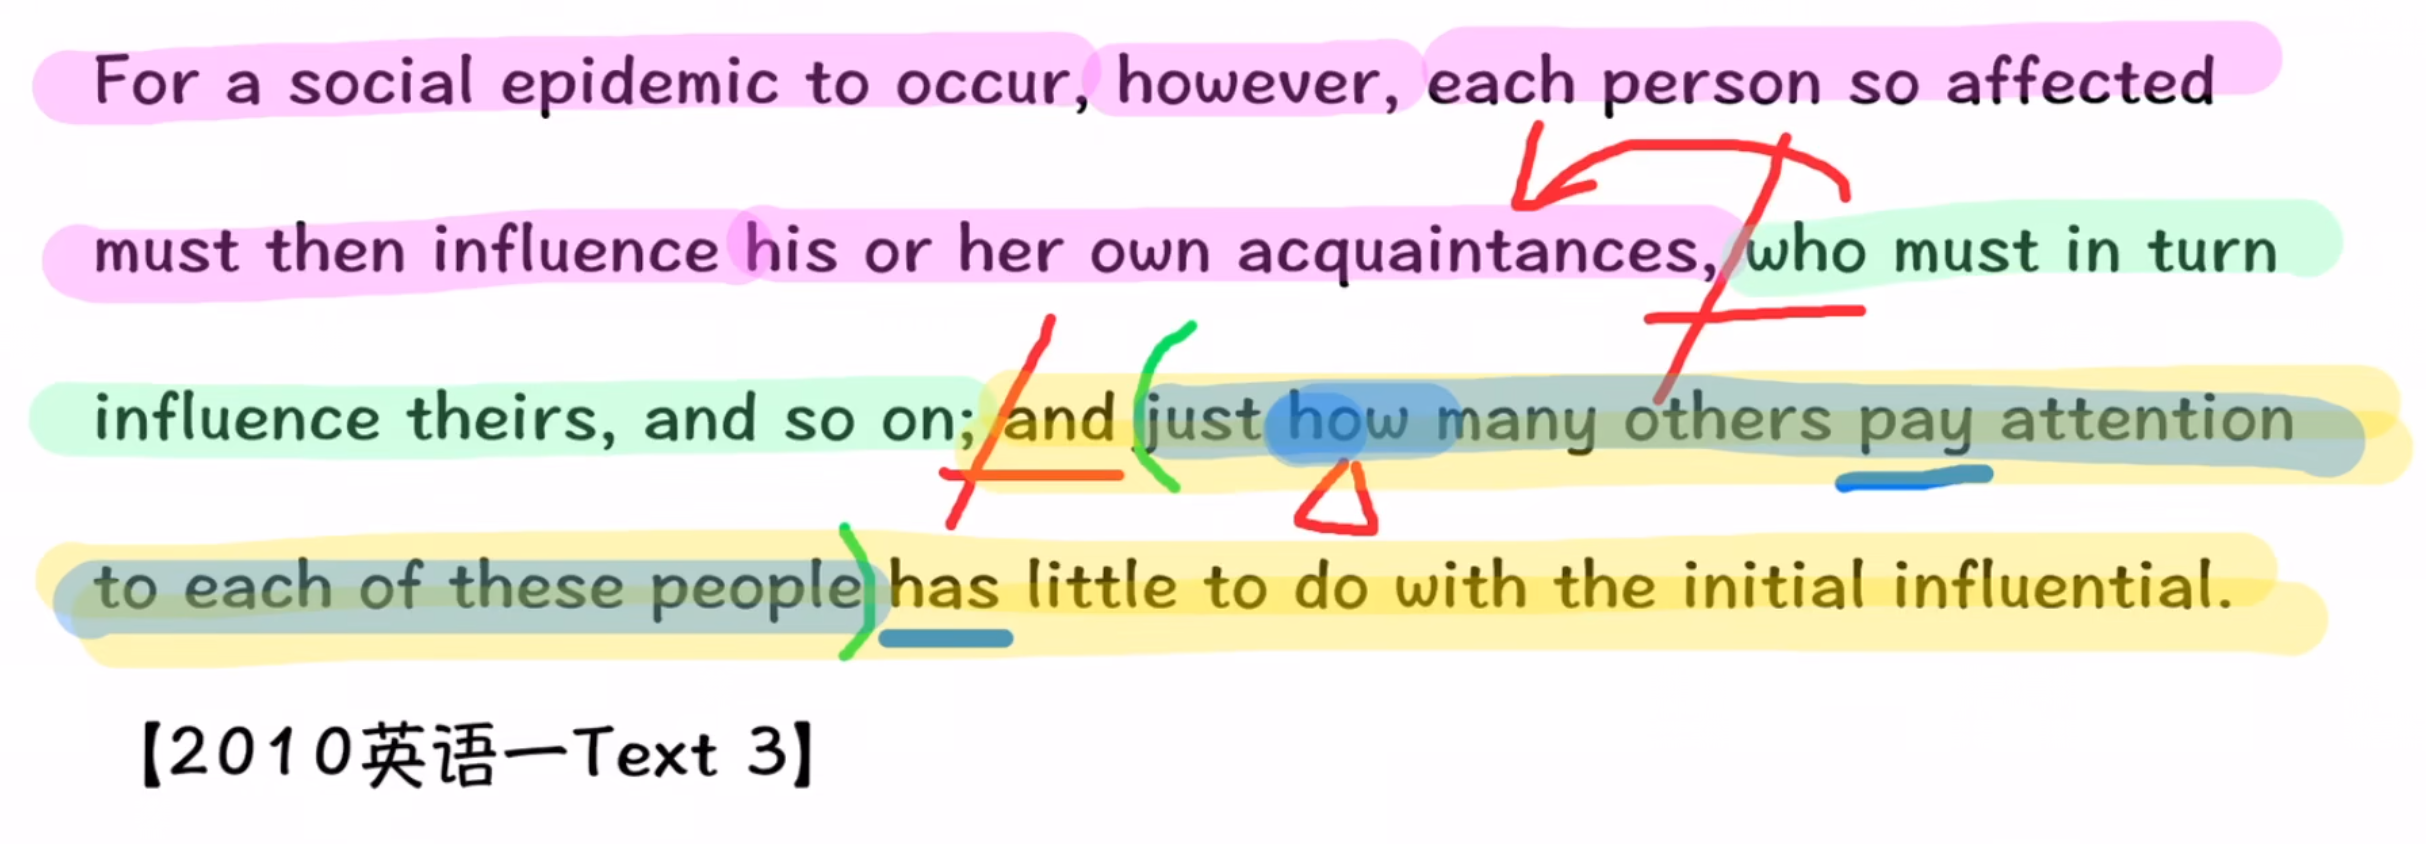 For a social epidemic to occur, however, each person so affected
must then influence his or her own acquaintances, who must in turn
influence theirs, and so on; and just how many others pay attention
to each of these people has little to do with the initial influential.
【2010英语一Text 3】